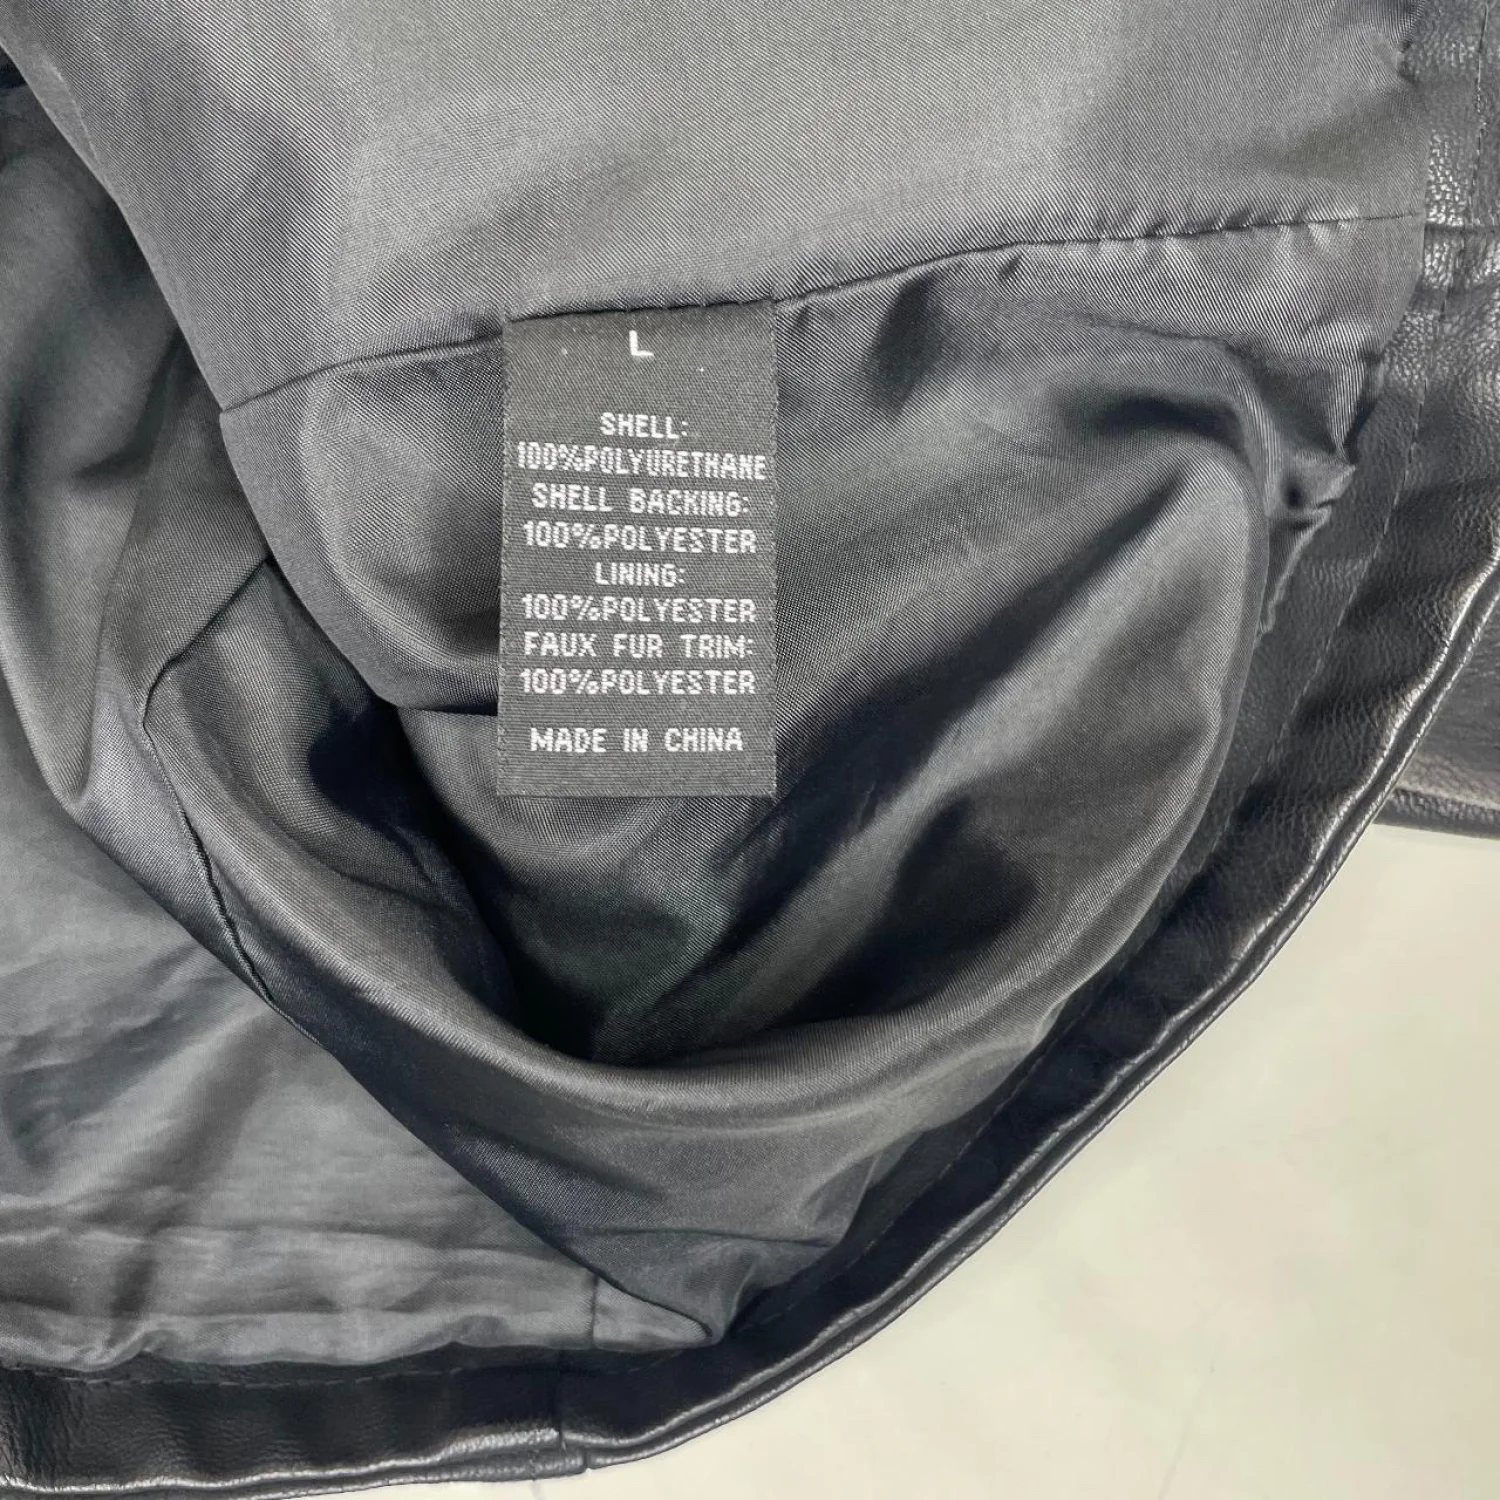 L
SHELL:
100%POLYURETHANE
SHELL BACKING:
100%POLYESTER
LINING:
100%POLYESTER
FAUX FUR TRIM:
100%POLYESTER
MADE IN CHINA